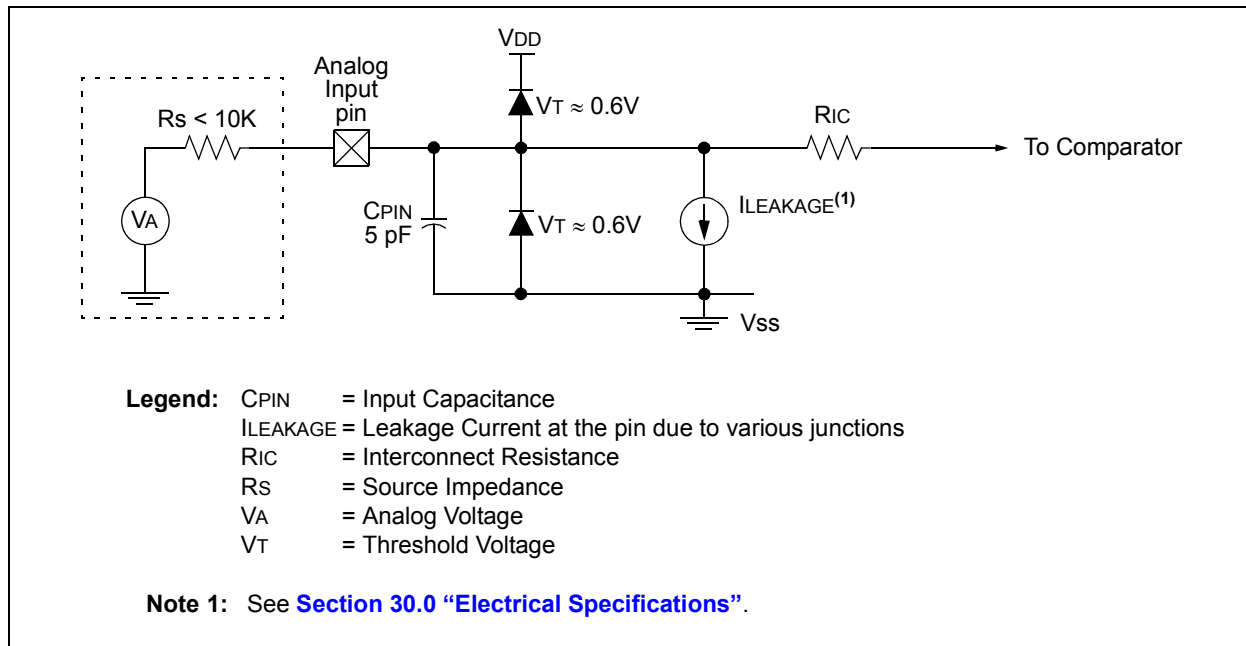 VDD
Analog
Input
pin
Rs < 10K
VT ≈ 0.6V
RIC
To Comparator
VA
CPIN
5 pF
VT ≈ 0.6V
ILEAKAGE(1)
Vss
Legend: CPIN = Input Capacitance
ILEAKAGE = Leakage Current at the pin due to various junctions
RIC = Interconnect Resistance
RS = Source Impedance
VA = Analog Voltage
VT = Threshold Voltage
Note 1: See Section 30.0 “Electrical Specifications”.